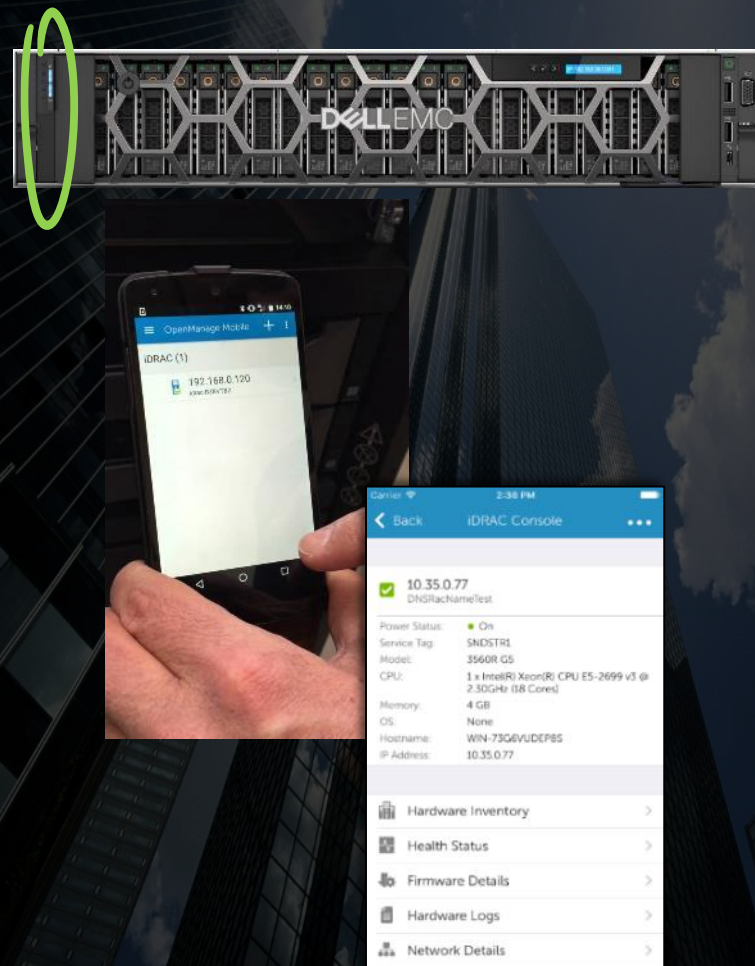 DELLEMC
14:10
OpenManage Mobile
iDRAC (1)
192.168.0.120
Carrier 2:36 PM
Back iDRAC Console
10.35.0.77
DNSRacNameTest
Power Status: On
Service Tag: SNDSTR1
Model: 3560R G5
CPU: 1 x Intel(R) Xeon(R) CPU E5-2699 v3 @
2.30GHz (18 Cores)
Memory: 4 GB
OS: None
Hostname: WIN-73G6VUDEP8S
IP Address: 10.35.0.77
Hardware Inventory
Health Status
Firmware Details
Hardware Logs
Network Details